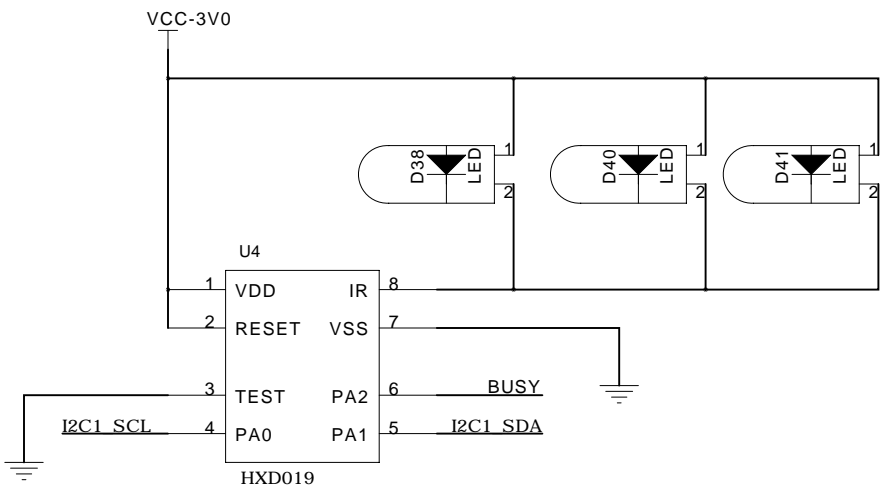 VCC-3V0
1
D38
LED
2
1
D40
LED
2
1
D41
LED
2
U4
1
VDD
IR
8
2
RESET
VSS
7
3
TEST
PA2
6
BUSY
I2C1_SCL
4
PA0
PA1
5
I2C1_SDA
HXD019